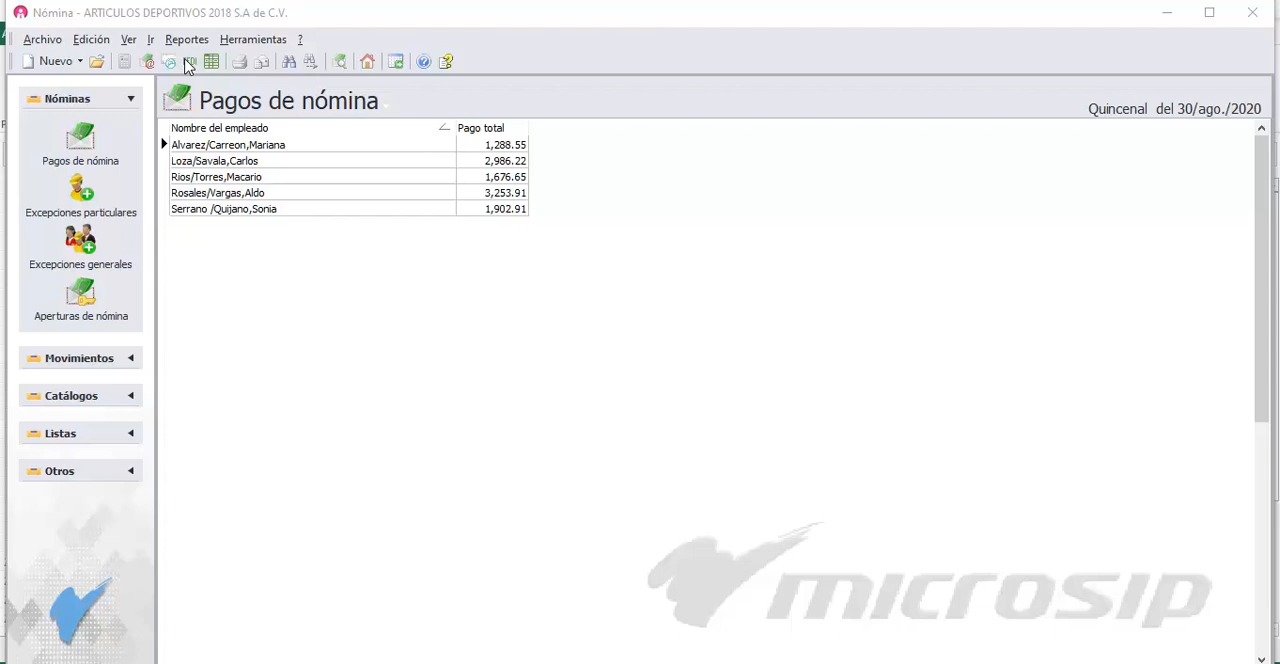 Nómina - ARTICULOS DEPORTIVOS 2018 S.A de C.V.
Archivo Edición Ver Ir Reportes Herramientas ?
Nuevo
Nóminas
Pagos de nómina
Excepciones particulares
Excepciones generales
Aperturas de nómina
Movimientos
Catálogos
Listas
Otros
Pagos de nómina
Quincenal del 30/ago./2020
Nombre del empleado Pago total
Alvarez/Carreon,Mariana 1,288.55
Loza/Savala,Carlos 2,986.22
Rios/Torres,Macario 1,676.65
Rosales/Vargas,Aldo 3,253.91
Serrano /Quijano,Sonia 1,902.91
microsip